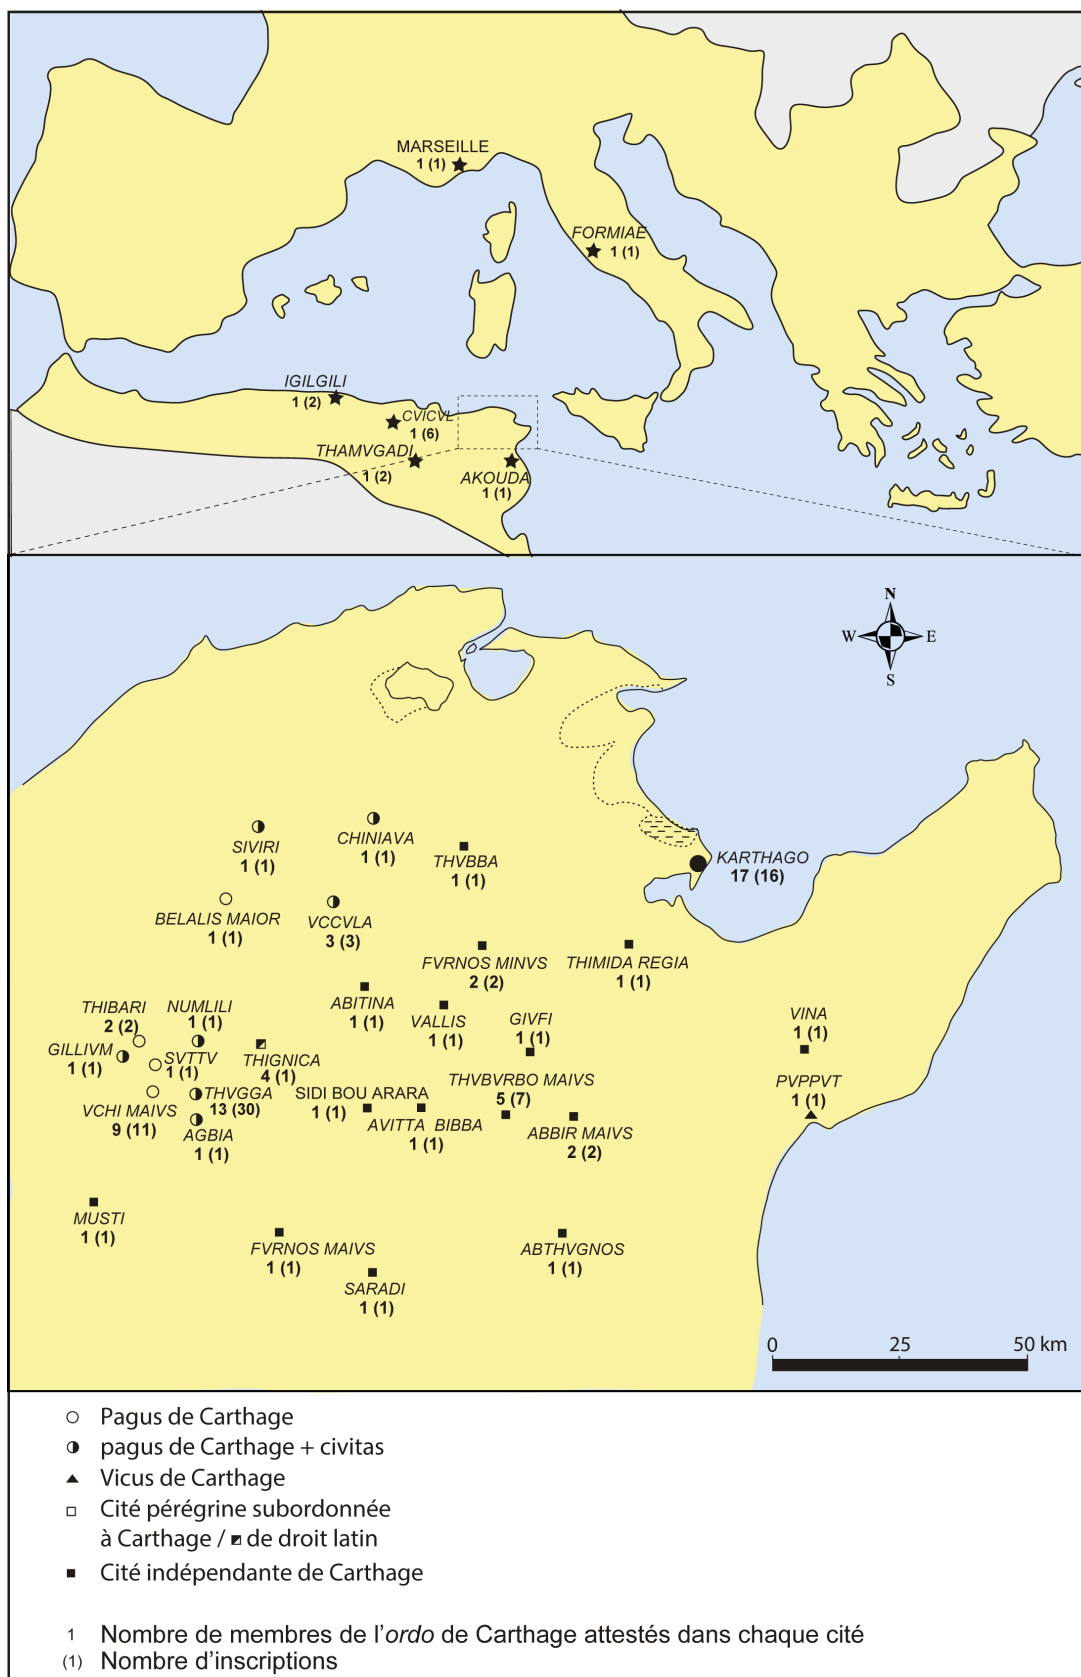 MARSEILLE
1 (1)
FORMIAE
1 (1)
IGILGILI
1 (2)
CVICVL
1 (6)
THAMVGADI
1 (2)
AKOUDA
1 (1)
N
W E
S
SIVIRI
1 (1)
CHINIAVA
1 (1)
THVBBA
1 (1)
KARTHAGO
17 (16)
BELALIS MAIOR
1 (1)
VCCVLA
3 (3)
FVRNOS MINVS
2 (2)
THIMIDA REGIA
1 (1)
ABITINA
1 (1)
VALLIS
1 (1)
GIVFI
1 (1)
VINA
1 (1)
THIBARI
2 (2)
NUMLILI
1 (1)
GILLIVM
1 (1)
SVTTV
1 (1)
THIGNICA
4 (1)
THVGGA
13 (30)
VCHI MAIVS
9 (11)
AGBIA
1 (1)
SIDI BOU ARARA
1 (1)
AVITTA BIBBA
1 (1)
THVBVRBO MAIVS
5 (7)
ABBIR MAIVS
2 (2)
PVPPVT
1 (1)
MUSTI
1 (1)
FVRNOS MAIVS
1 (1)
SARADI
1 (1)
ABTHVGNOS
1 (1)
0 25 50 km
Pagus de Carthage
pagus de Carthage + civitas
Vicus de Carthage
Cité pérégrine subordonnée
à Carthage / de droit latin
Cité indépendante de Carthage
1 Nombre de membres de l'ordo de Carthage attestés dans chaque cité
(1) Nombre d'inscriptions